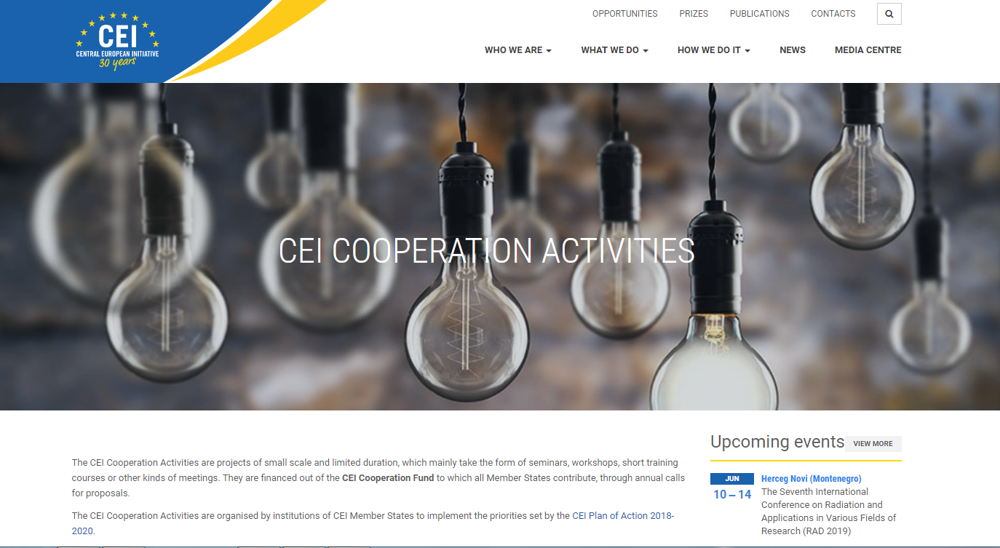 CEI
CENTRAL EUROPEAN INITIATIVE
30 years
OPPORTUNITIES PRIZES PUBLICATIONS CONTACTS
WHO WE ARE WHAT WE DO HOW WE DO IT NEWS MEDIA CENTRE
CEI COOPERATION ACTIVITIES
The CEI Cooperation Activities are projects of small scale and limited duration, which mainly take the form of seminars, workshops, short training
courses or other kinds of meetings. They are financed out of the CEI Cooperation Fund to which all Member States contribute, through annual calls
for proposals.
The CEI Cooperation Activities are organised by institutions of CEI Member States to implement the priorities set by the CEI Plan of Action 2018-
2020.
Upcoming events VIEW MORE
JUN
10 – 14
Herceg Novi (Montenegro)
The Seventh International
Conference on Radiation and
Applications in Various Fields of
Research (RAD 2019)